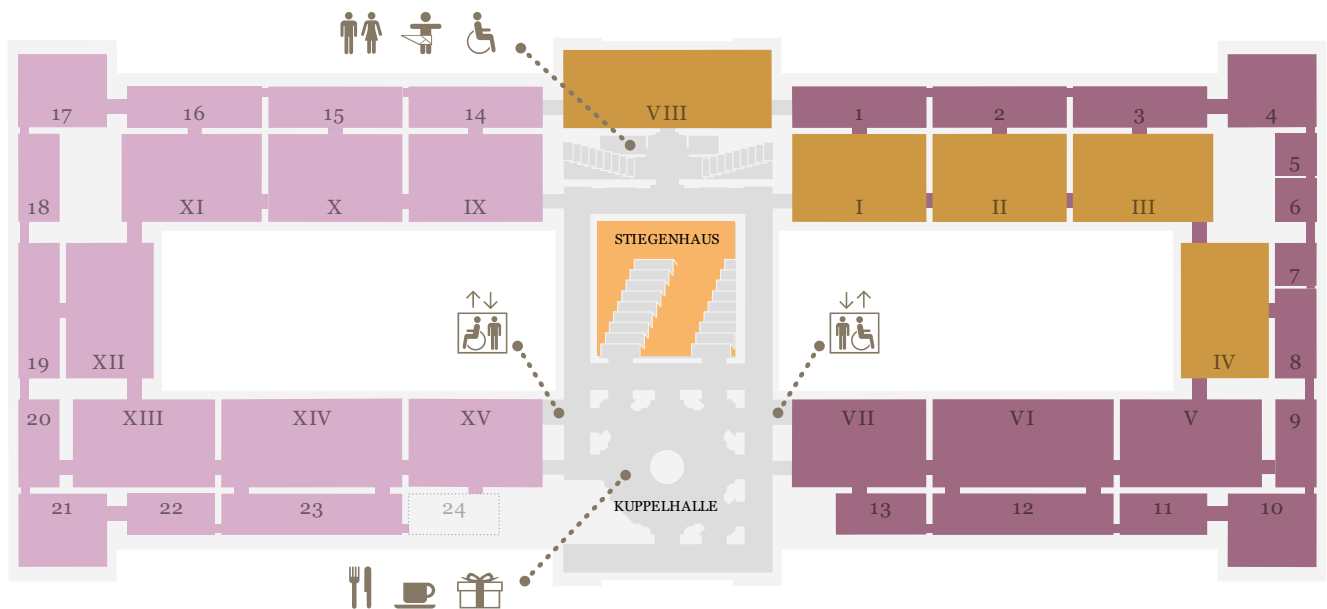 17
16
15
14
VIII
1
2
3
4
5
18
XI
X
IX
I
II
III
6
STIEGENHAUS
7
19
XII
IV
8
20
XIII
XIV
XV
VII
VI
V
9
21
22
23
24
KUPPELHALLE
13
12
11
10